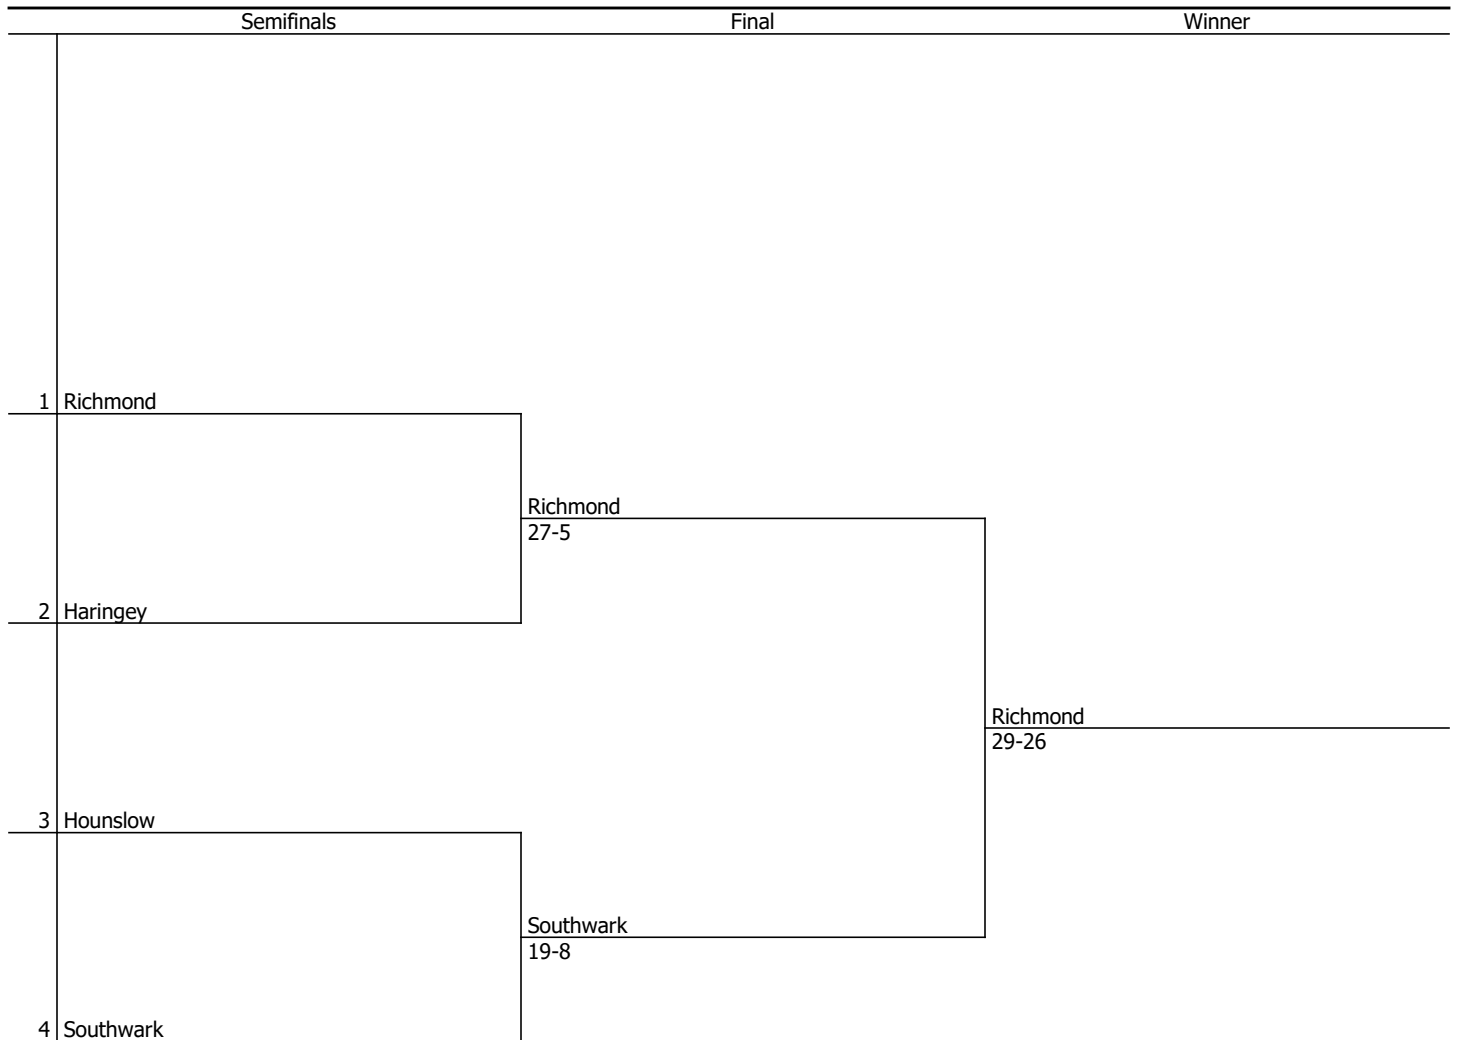 Semifinals Final Winner
1 Richmond
Richmond
27-5
2 Haringey
Richmond
29-26
3 Hounslow
Southwark
19-8
4 Southwark